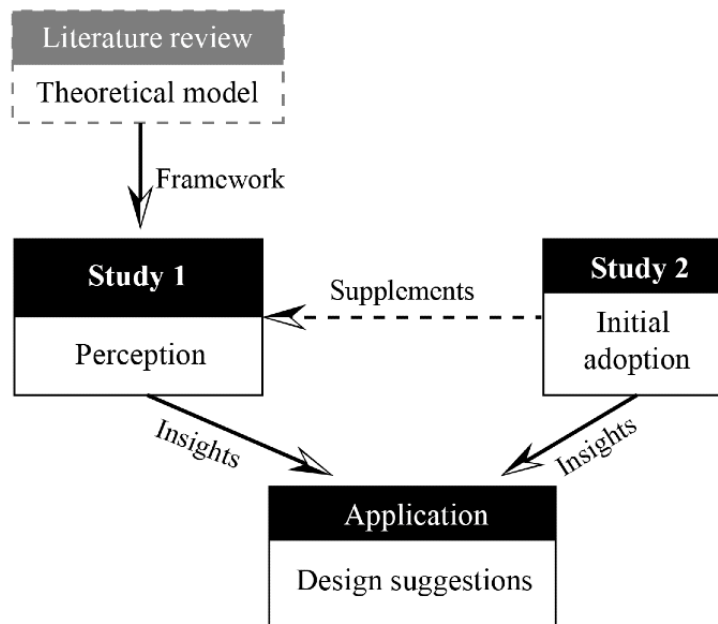 Literature review
Theoretical model
Framework
Study 1
Perception
Supplements
Study 2
Initial
adoption
Insights
Insights
Application
Design suggestions